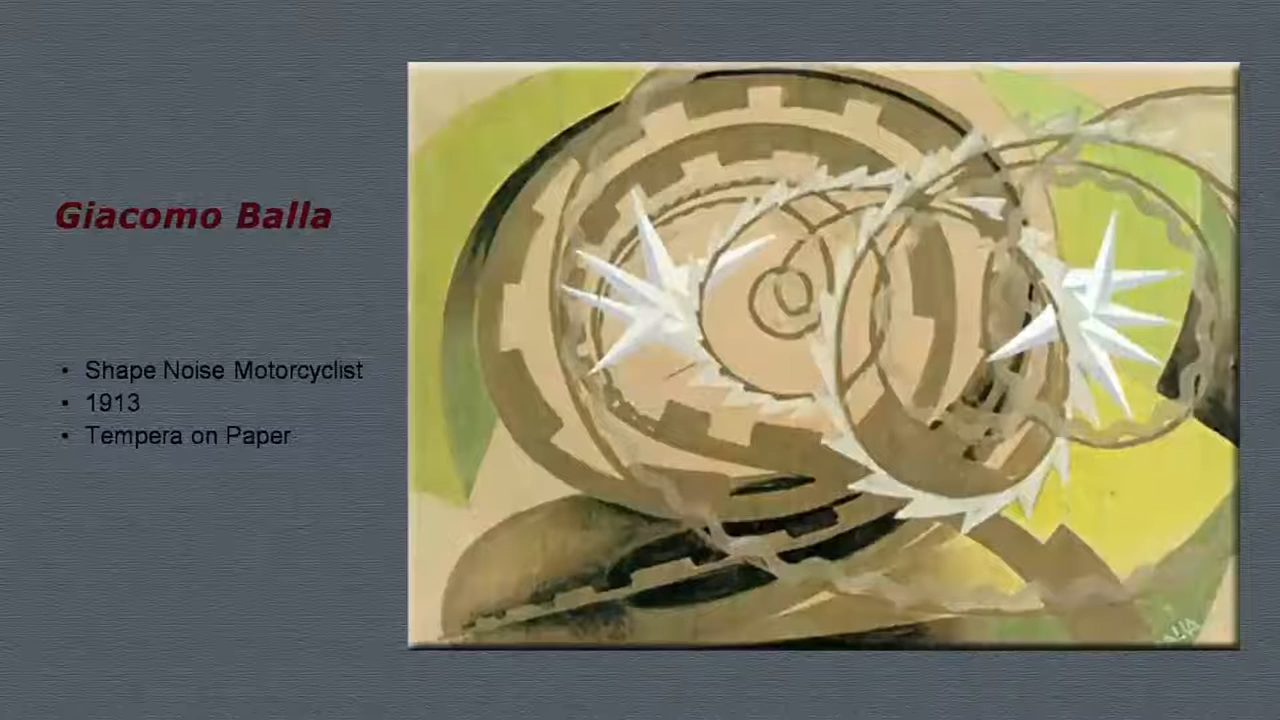 Giacomo Balla
• Shape Noise Motorcyclist
• 1913
• Tempera on Paper